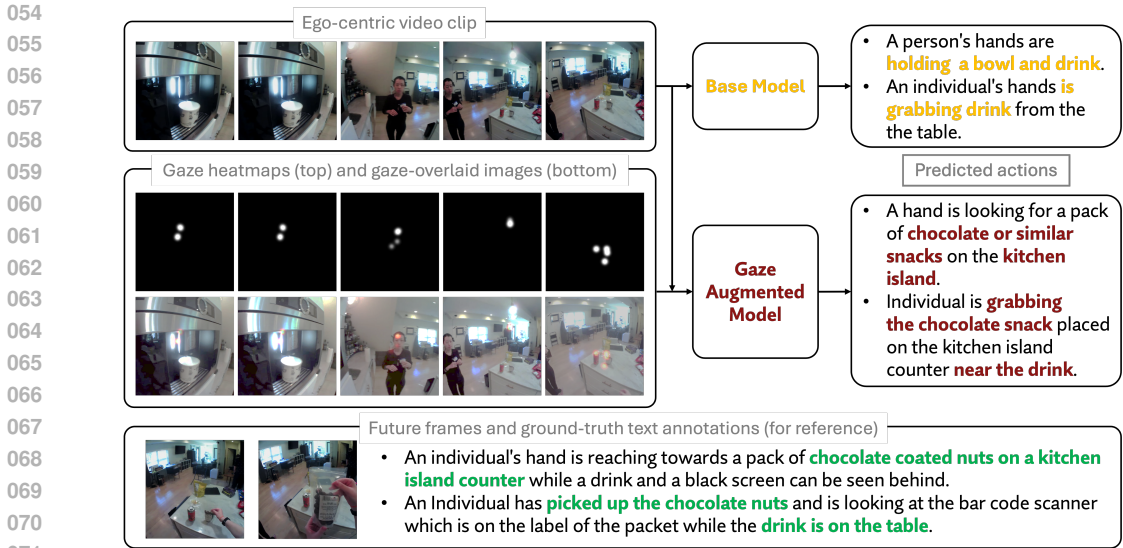 054
055
056
057
058
059
060
061
062
063
064
065
066
067
068
069
070
Ego-centric video clip
Base Model
• A person's hands are
holding a bowl and drink.
• An individual's hands is
grabbing drink from the
the table.
Gaze heatmaps (top) and gaze-overlaid images (bottom)
Predicted actions
Gaze
Augmented
Model
• A hand is looking for a pack
of chocolate or similar
snacks on the kitchen
island.
• Individual is grabbing
the chocolate snack placed
on the kitchen island
counter near the drink.
Future frames and ground-truth text annotations (for reference)
• An individual's hand is reaching towards a pack of chocolate coated nuts on a kitchen
island counter while a drink and a black screen can be seen behind.
• An Individual has picked up the chocolate nuts and is looking at the bar code scanner
which is on the label of the packet while the drink is on the table.